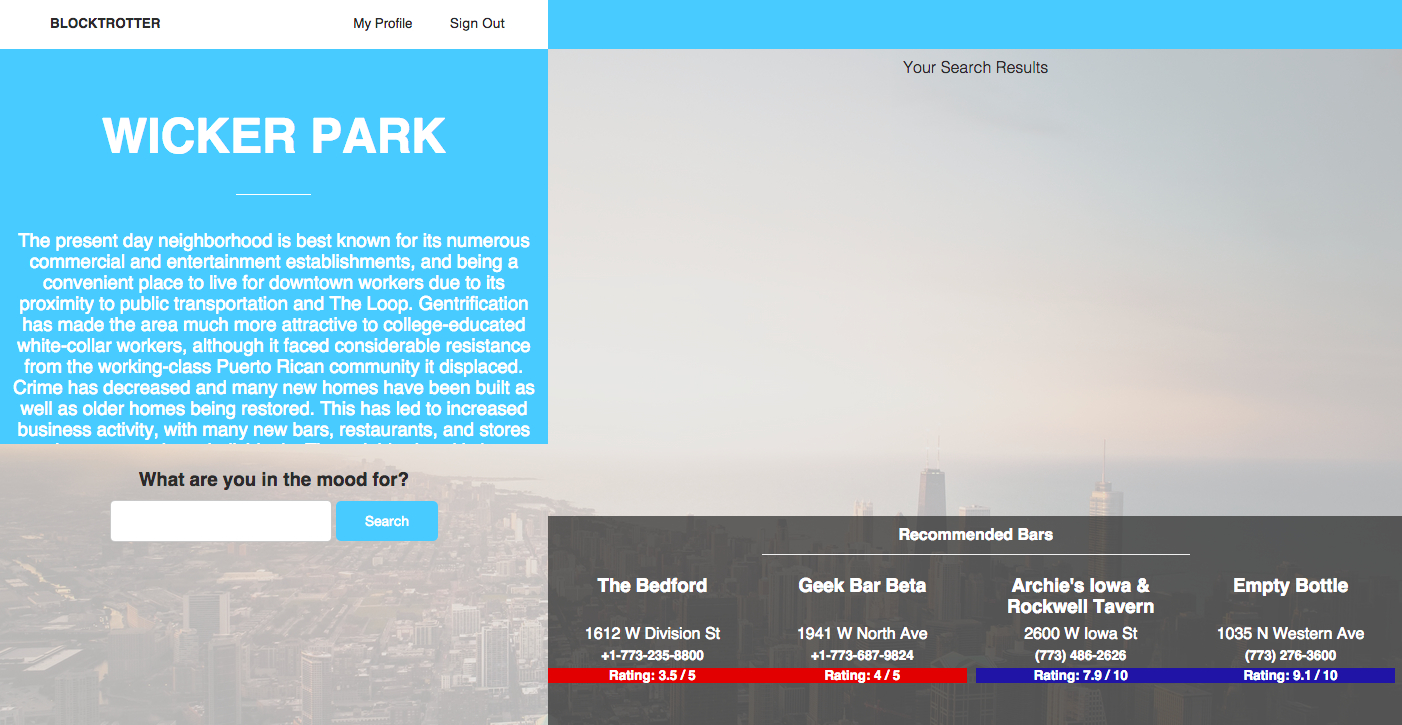 BLOCKTROTTER
My Profile
Sign Out
WICKER PARK
The present day neighborhood is best known for its numerous
commercial and entertainment establishments, and being a
convenient place to live for downtown workers due to its
proximity to public transportation and The Loop. Gentrification
has made the area much more attractive to college-educated
white-collar workers, although it faced considerable resistance
from the working-class Puerto Rican community it displaced.
Crime has decreased and many new homes have been built as
well as older homes being restored. This has led to increased
business activity, with many new bars, restaurants, and stores
What are you in the mood for?
Search
Your Search Results
Recommended Bars
The Bedford
1612 W Division St
+1-773-235-8800
Rating: 3.5 / 5
Geek Bar Beta
1941 W North Ave
+1-773-687-9824
Rating: 4 / 5
Archie's Iowa &
Rockwell Tavern
2600 W Iowa St
(773) 486-2626
Rating: 7.9 / 10
Empty Bottle
1035 N Western Ave
(773) 276-3600
Rating: 9.1 / 10